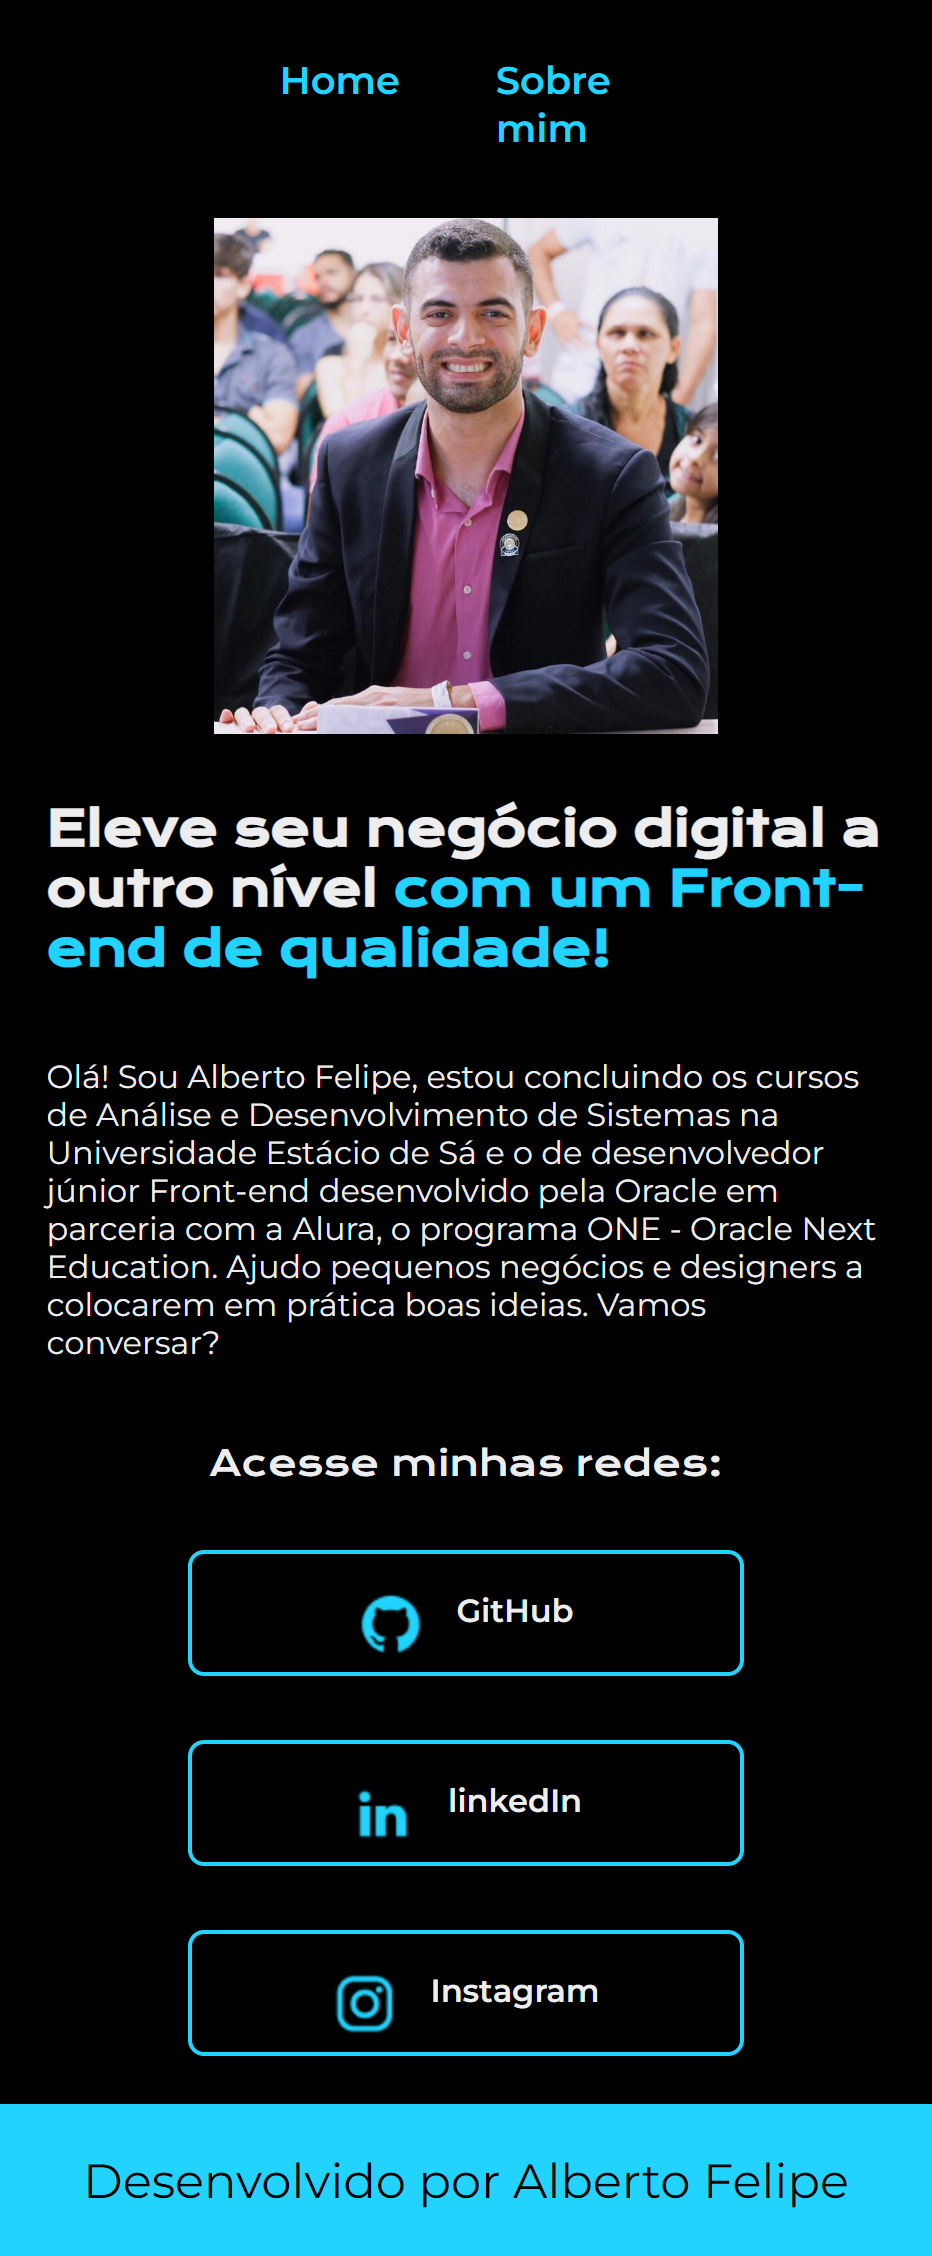 Home
Sobre
mim
Eleve seu negócio digital a
outro nível com um Front-
end de qualidade!
Olá! Sou Alberto Felipe, estou concluindo os cursos
de Análise e Desenvolvimento de Sistemas na
Universidade Estácio de Sá e o de desenvolvedor
júnior Front-end desenvolvido pela Oracle em
parceria com a Alura, o programa ONE - Oracle Next
Education. Ajudo pequenos negócios e designers a
colocarem em prática boas ideias. Vamos
conversar?
Acesse minhas redes:
GitHub
in linkedIn
Instagram
Desenvolvido por Alberto Felipe